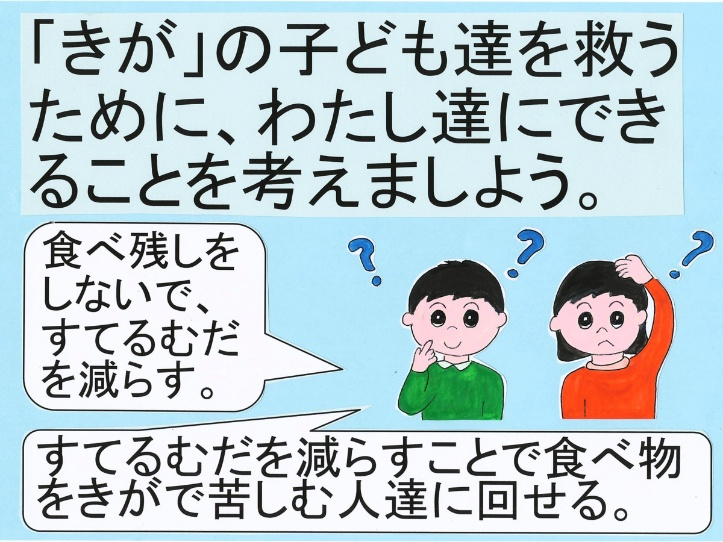 「きが」の子ども達を救う
ために、わたし達にでき
ることを考えましよう。
食べ残しを
しないで、
すてるむだ
を減らす。
？
？
？
すてるむだを減らすことで食べ物
をきがで苦しむ人達に回せる。